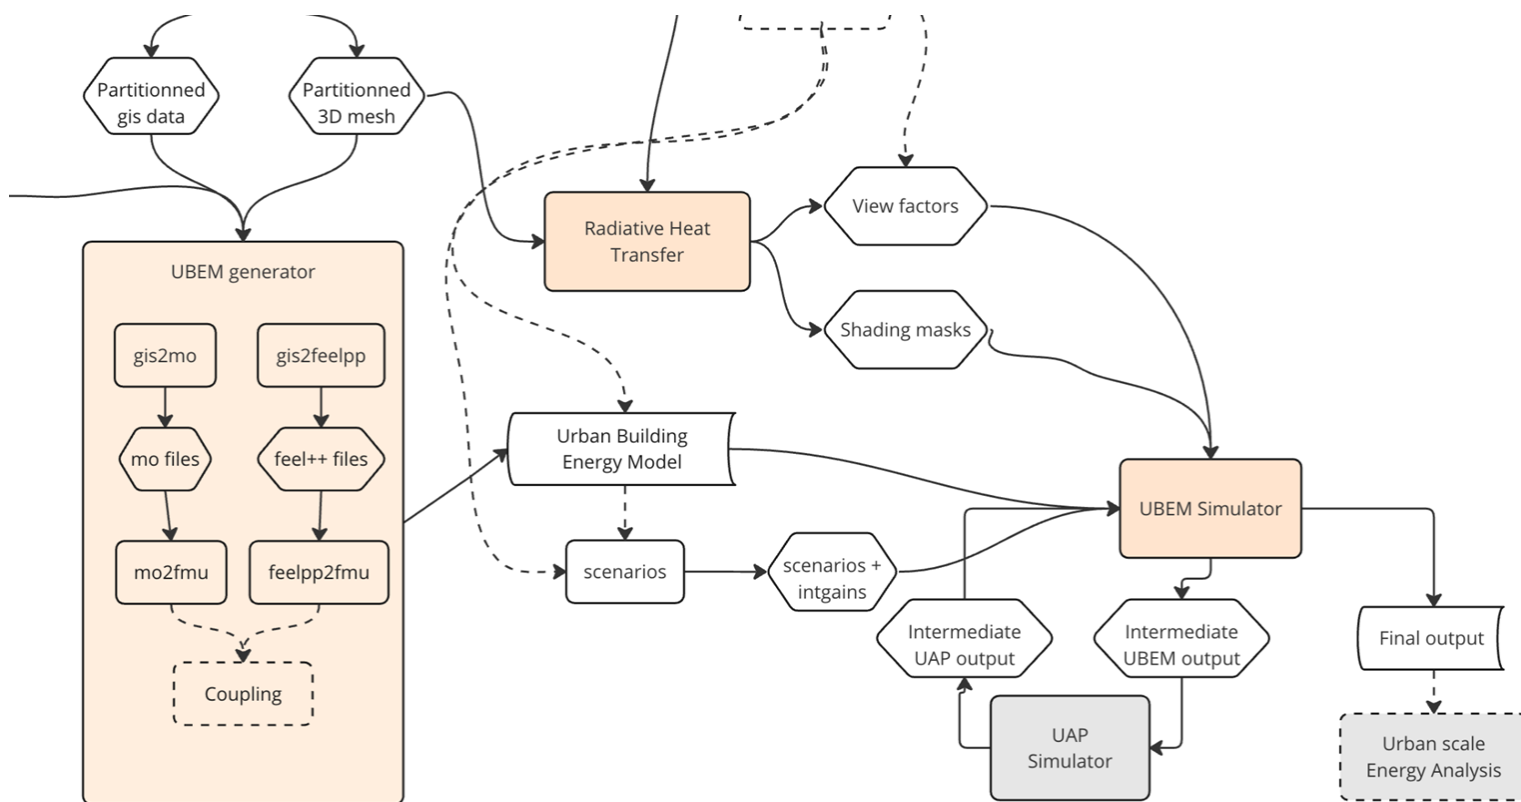 Partitionned
gis data
Partitionned
3D mesh
Radiative Heat
Transfer
View factors
Shading masks
UBEM generator
gis2mo
gis2feelpp
mo files
feel++ files
mo2fmu
feelpp2fmu
Coupling
Urban Building
Energy Model
scenarios
scenarios +
intgains
UBEM Simulator
Intermediate
UAP output
Intermediate
UBEM output
UAP
Simulator
Final output
Urban scale
Energy Analysis